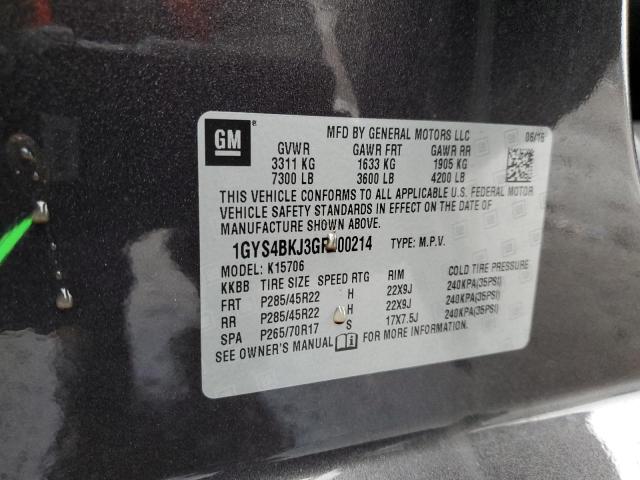 GM
MFD BY GENERAL MOTORS LLC 06/16
GVWR GAWR FRT GAWR RR
3311 KG 1633 KG 1905 KG
7300 LB 3600 LB 4200 LB
THIS VEHICLE CONFORMS TO ALL APPLICABLE U.S. FEDERAL MOTOR
VEHICLE SAFETY STANDARDS IN EFFECT ON THE DATE OF
MANUFACTURE SHOWN ABOVE.
TYPE: M.P.V.
MODEL: K15706
KKBB TIRE SIZE SPEED RTG RIM COLD TIRE PRESSURE
FRT P285/45R22 H 22X9J 240KPA(35PSI)
RR P285/45R22 H 22X9J 240KPA(35PSI)
SPA P265/70R17 S 17X7.5J 240KPA(35PSI)
SEE OWNER'S MANUAL FOR MORE INFORMATION.